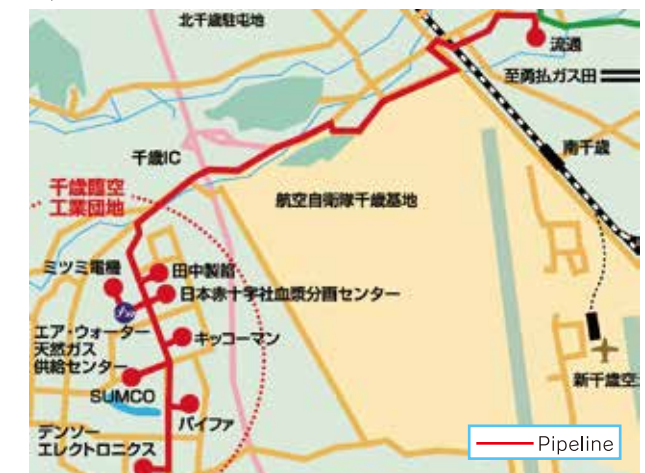 北千歳駐屯地
流通
至勇払ガス田
南千歳
千歳IC
千歳臨空
工業団地
航空自衛隊千歳基地
ミツミ電機
田中製餡
日本赤十字社血漿分画センター
エア・ウォーター
天然ガス
供給センター
キッコーマン
新千歳空
SUMCO
バイファ
デンソー
エレクトロニクス
Pipeline